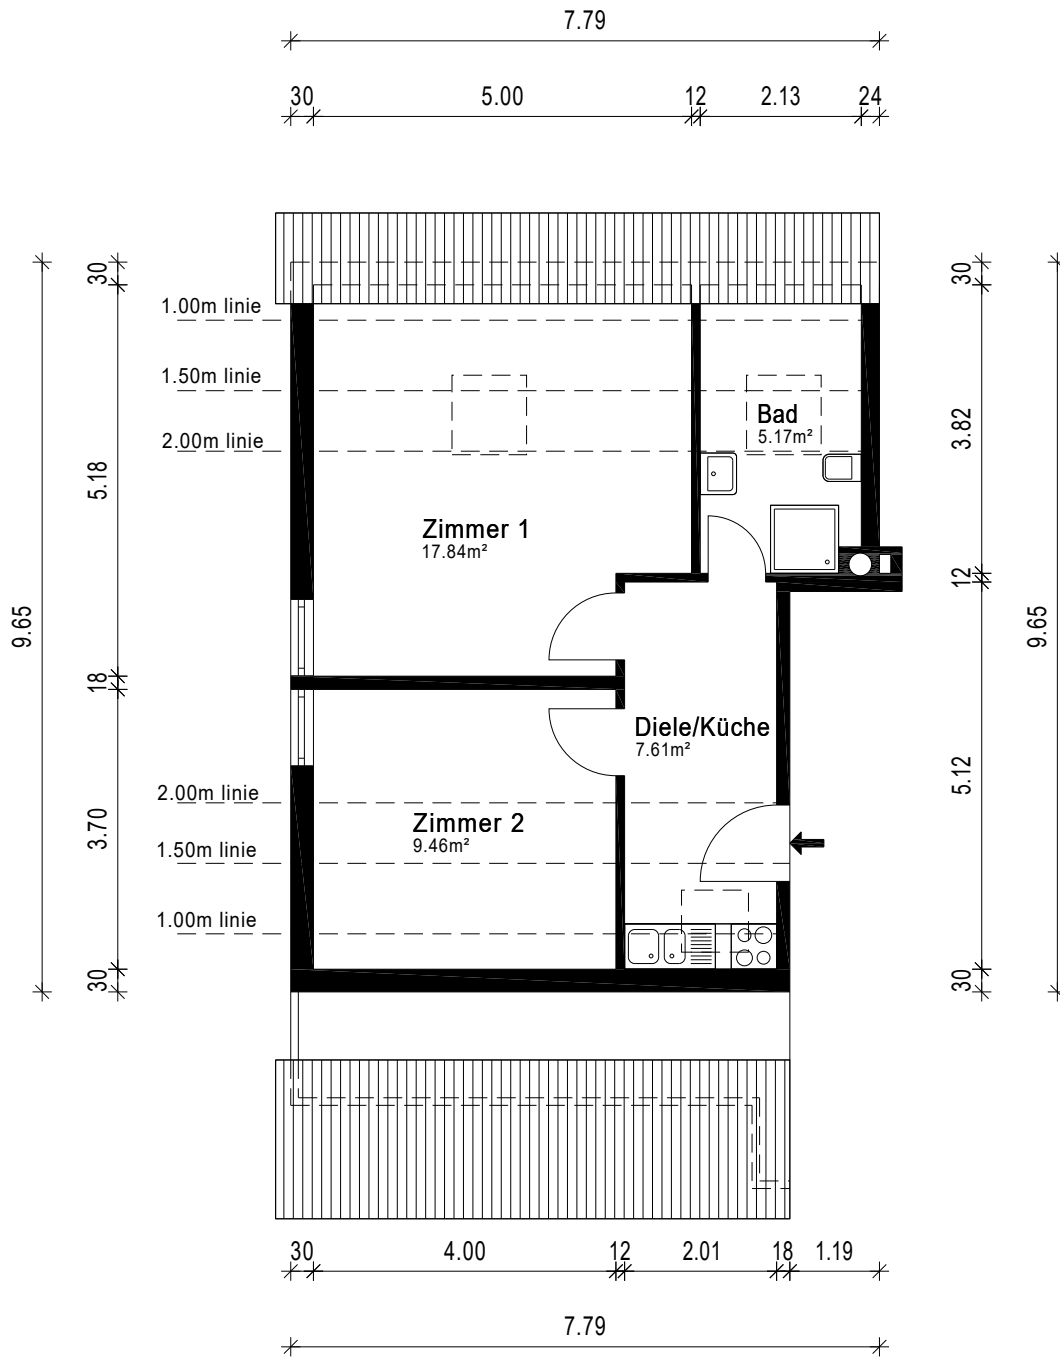 7.79
30 5.00 12 2.13 24
30
30
1.00m linie
1.50m linie
2.00m linie
Bad
5.17m²
3.82
5.18
Zimmer 1
17.84m²
12
9.65
9.65
18
Diele/Küche
7.61m²
5.12
2.00m linie
3.70
Zimmer 2
9.46m²
1.50m linie
1.00m linie
30
30
30 4.00 12 2.01 18 1.19
7.79